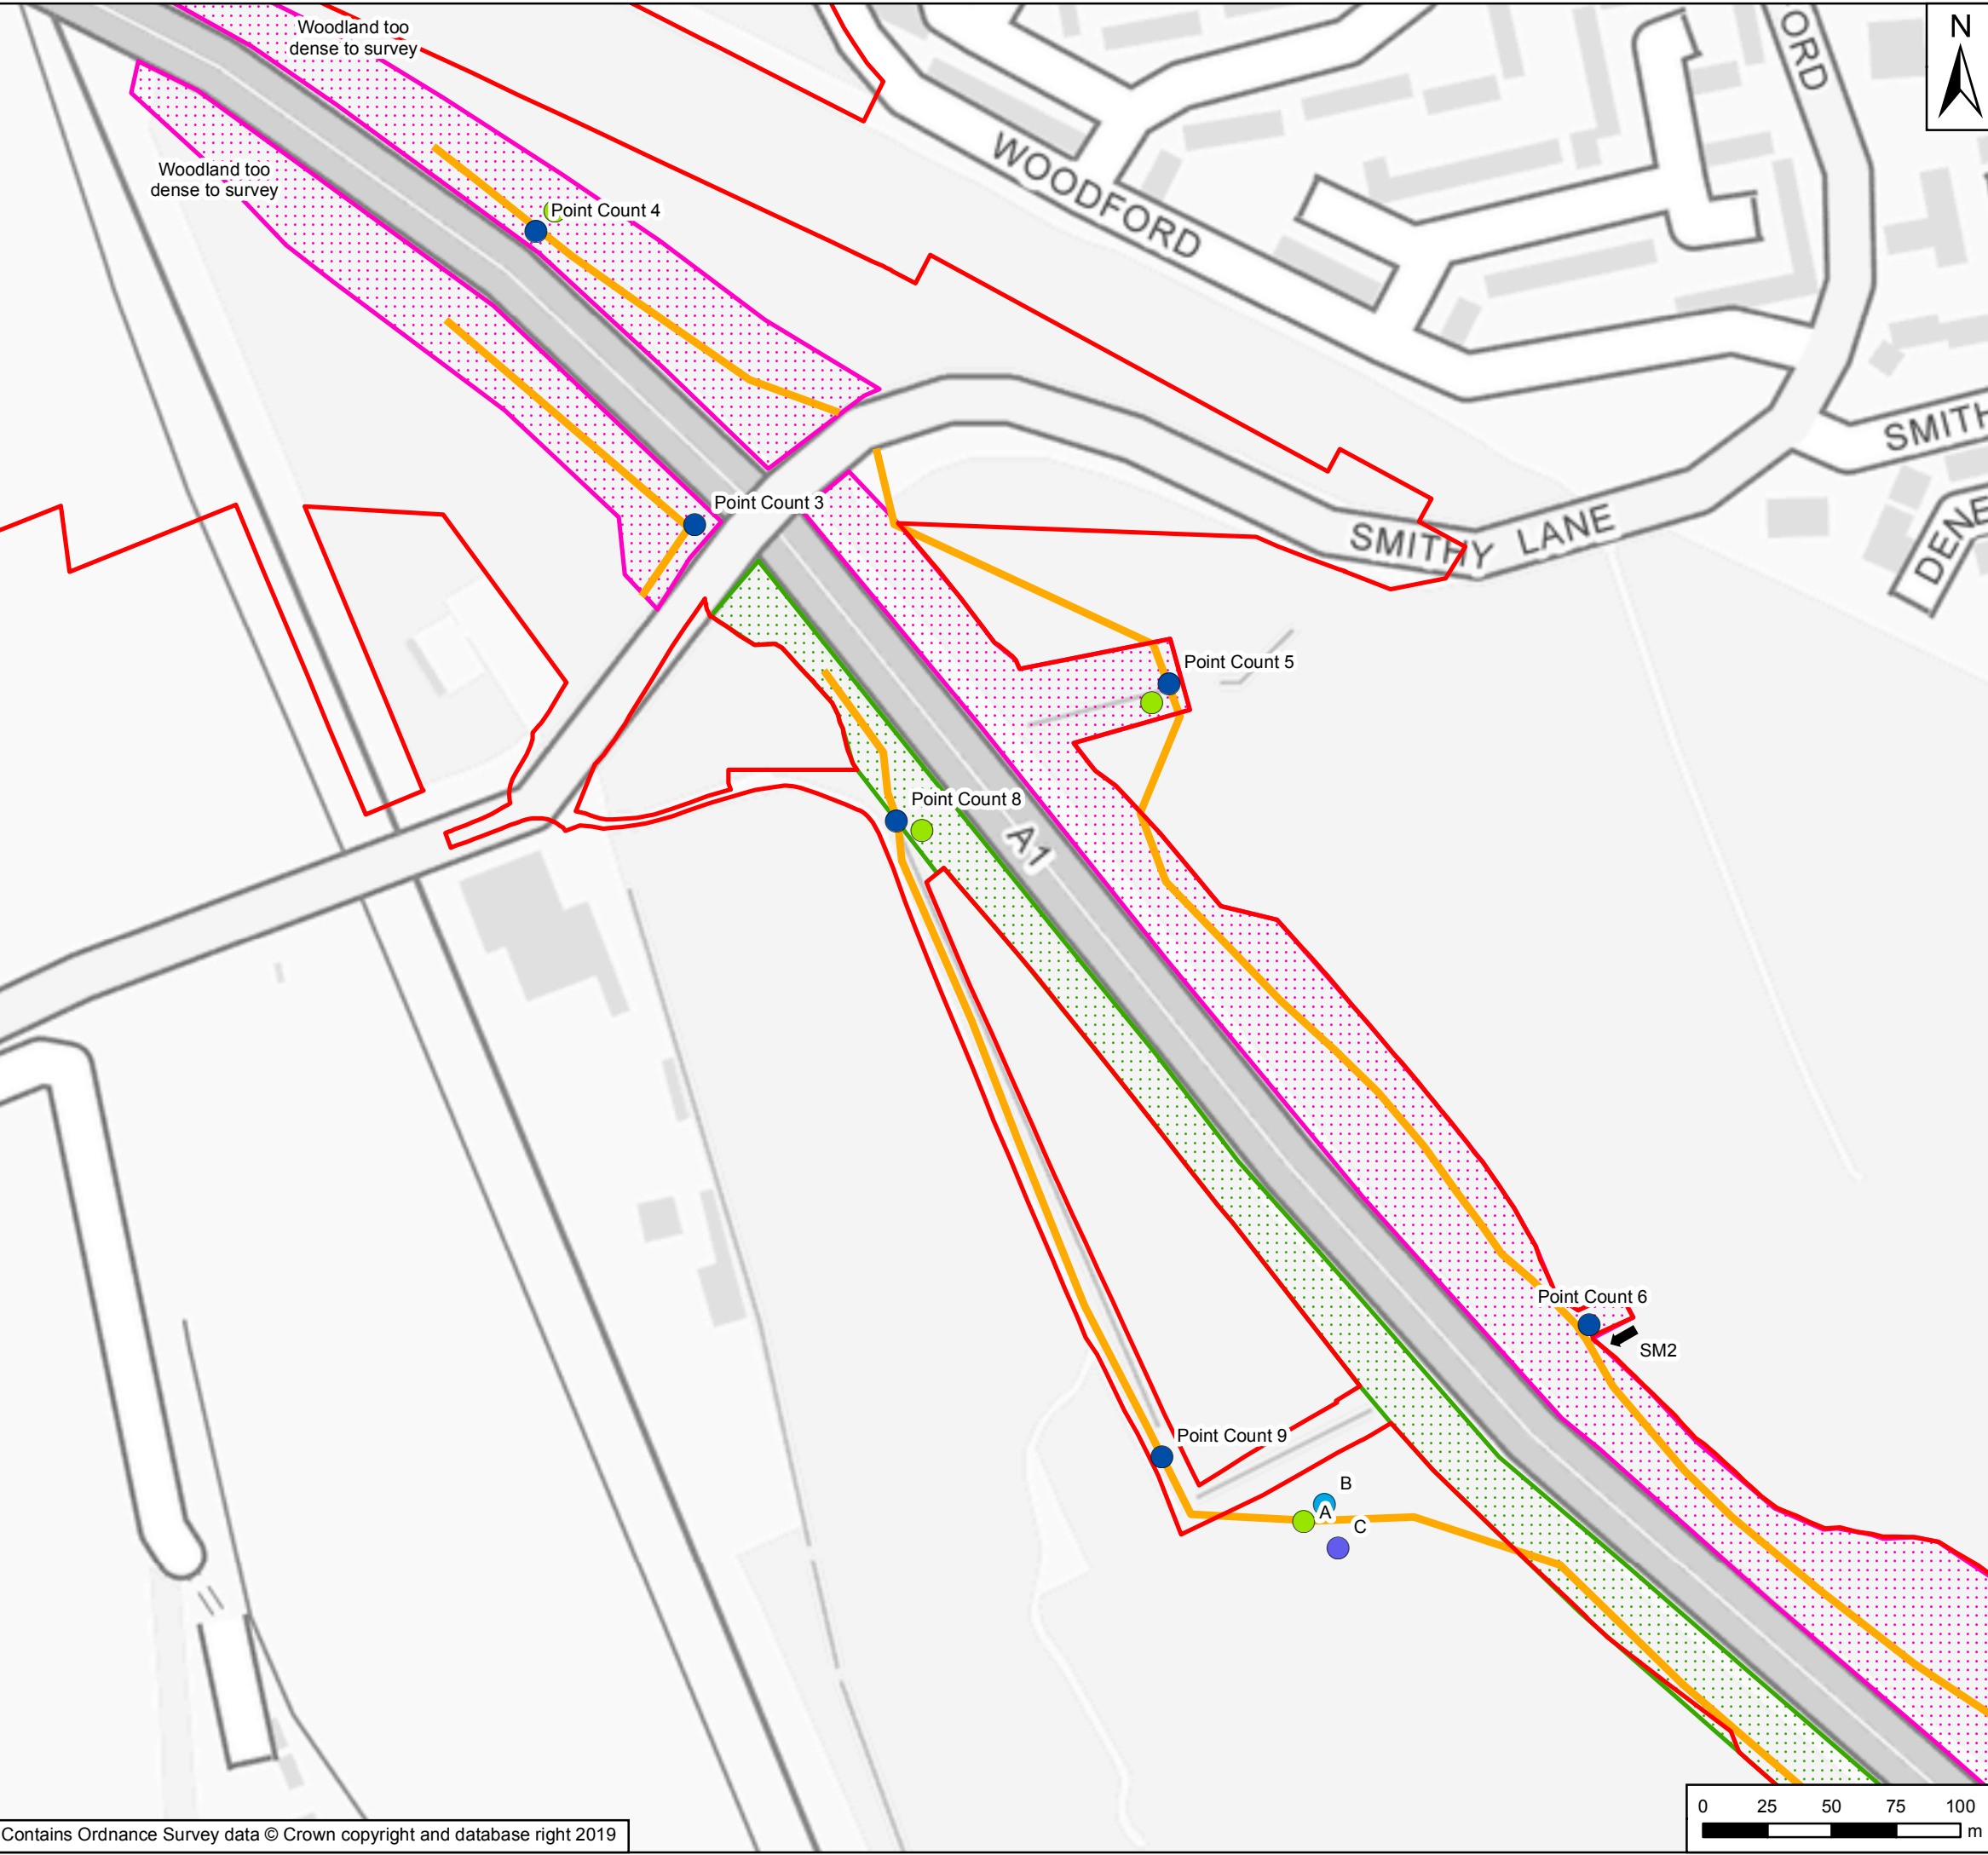 Woodland too
dense to survey
ORD
N
Woodland too
dense to survey
WOODFORD
Point Count 4
SMITH
Point Count 3
SMITHY LANE
DENE
Point Count 5
Point Count 8
A1
Point Count 6
SM2
Point Count 9
B
A
C
0 25 50 75 100
m
Contains Ordnance Survey data © Crown copyright and database right 2019